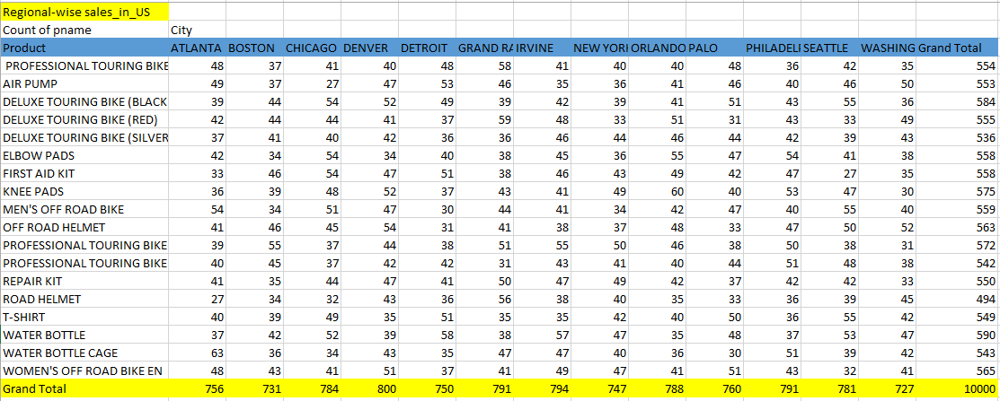 Regional-wise sales_in_US
Count of pname City
Product ATLANTA BOSTON CHICAGO DENVER DETROIT GRAND RA IRVINE NEW YORK ORLANDO PALO PHILADEL SEATTLE WASHING Grand Total
PROFESSIONAL TOURING BIKE 48 37 41 40 48 58 41 40 40 48 36 42 35 554
AIR PUMP 49 37 27 47 53 46 35 36 41 46 40 46 50 553
DELUXE TOURING BIKE (BLACK 39 44 54 52 49 39 42 39 41 51 43 55 36 584
DELUXE TOURING BIKE (RED) 42 44 44 41 37 59 48 33 51 31 43 33 49 555
DELUXE TOURING BIKE (SILVER 37 41 40 42 36 36 46 44 46 44 42 39 43 536
ELBOW PADS 42 34 54 34 40 38 45 36 55 47 54 41 38 558
FIRST AID KIT 33 46 54 47 51 38 46 43 49 42 47 27 35 558
KNEE PADS 36 39 48 52 37 43 41 49 60 40 53 47 30 575
MEN'S OFF ROAD BIKE 54 34 51 47 30 44 41 34 42 47 40 55 40 559
OFF ROAD HELMET 41 46 45 54 31 41 38 37 48 33 47 50 52 563
PROFESSIONAL TOURING BIKE 39 55 37 44 38 51 55 50 46 38 50 38 31 572
PROFESSIONAL TOURING BIKE 40 45 37 42 42 31 43 41 40 44 51 48 38 542
REPAIR KIT 41 35 44 47 41 50 47 49 42 37 42 42 33 550
ROAD HELMET 27 34 32 43 36 56 38 40 35 33 36 39 45 494
T-SHIRT 40 39 49 35 51 35 35 42 40 50 36 55 42 549
WATER BOTTLE 37 42 52 39 58 38 57 47 35 48 37 53 47 590
WATER BOTTLE CAGE 63 36 34 43 35 47 47 40 36 30 51 39 42 543
WOMEN'S OFF ROAD BIKE EN 48 43 41 51 37 41 49 47 41 51 43 32 41 565
Grand Total 756 731 784 800 750 791 794 747 788 760 791 781 727 10000